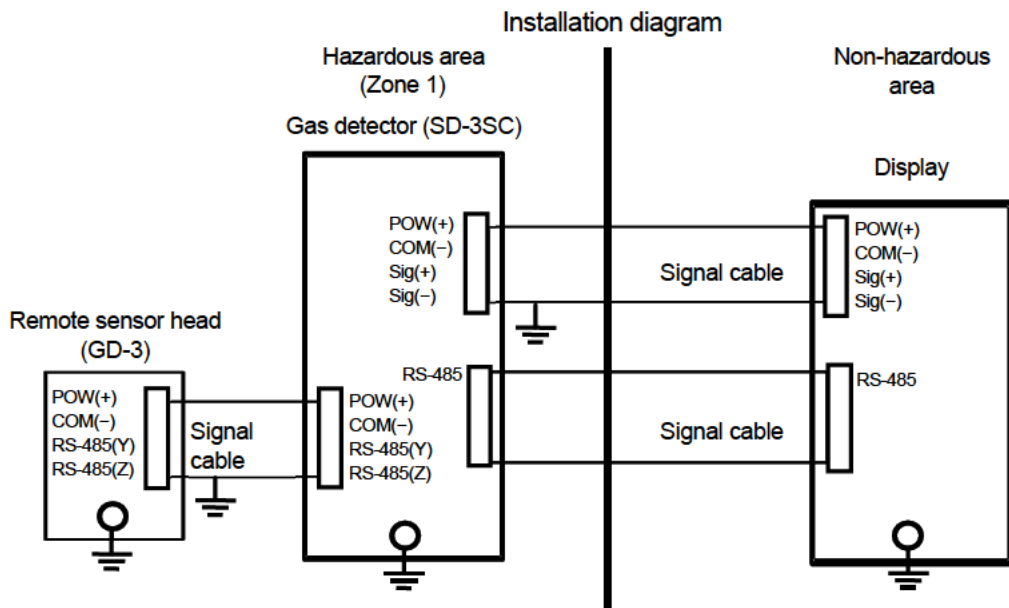 Installation diagram
Hazardous area
(Zone 1)
Non-hazardous
area
Gas detector (SD-3SC)
Display
POW(+)
COM(−)
Sig(+)
Sig(−)
Signal cable
POW(+)
COM(−)
Sig(+)
Sig(−)
Remote sensor head
(GD-3)
POW(+)
COM(−)
RS-485(Y)
RS-485(Z)
Signal
cable
POW(+)
COM(−)
RS-485(Y)
RS-485(Z)
RS-485
Signal cable
RS-485